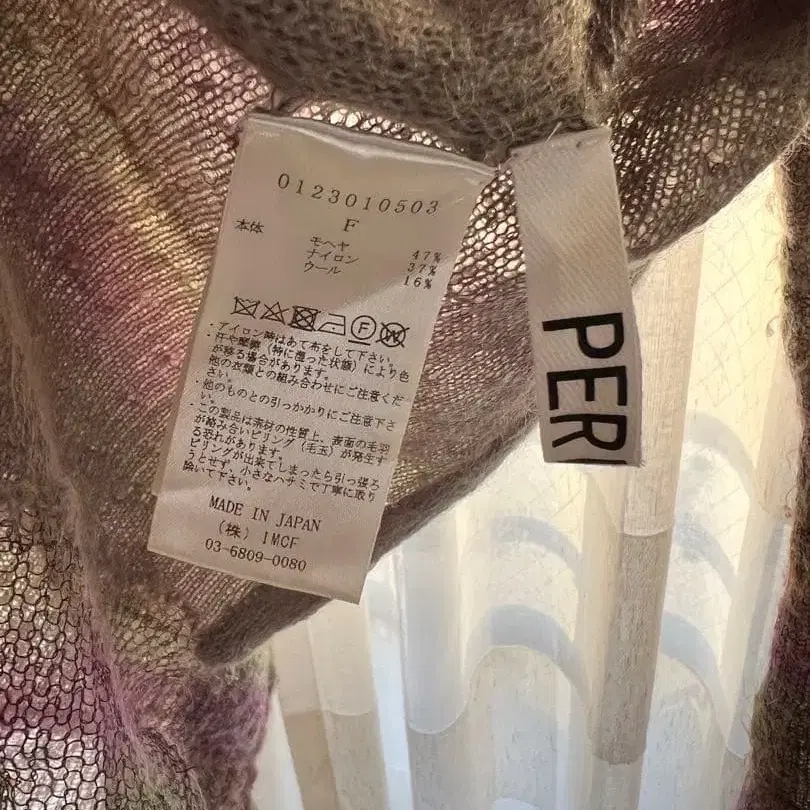 0123010503
F
本体 モヘヤ 47%
ナイロン 37%
ウール 16%
F
W
・アイロン時はあて布をして下さい。
・汗や摩擦（特に湿った状態）により色
が移る場合があります。
他の衣類との組み合わせにご注意くだ
さい。
・他のものとの引っかかりにご注意下さ
い。
・この製品は素材の性質上、表面の毛羽
が絡み合いピリング（毛玉）が発生す
る恐れがあります。
ピリングが出来てしまったら引っ張ろ
うとせず、小さなハサミで丁寧に取り
除いて下さい。
MADE IN JAPAN
（株）IMCF
03-6809-0080
PERI